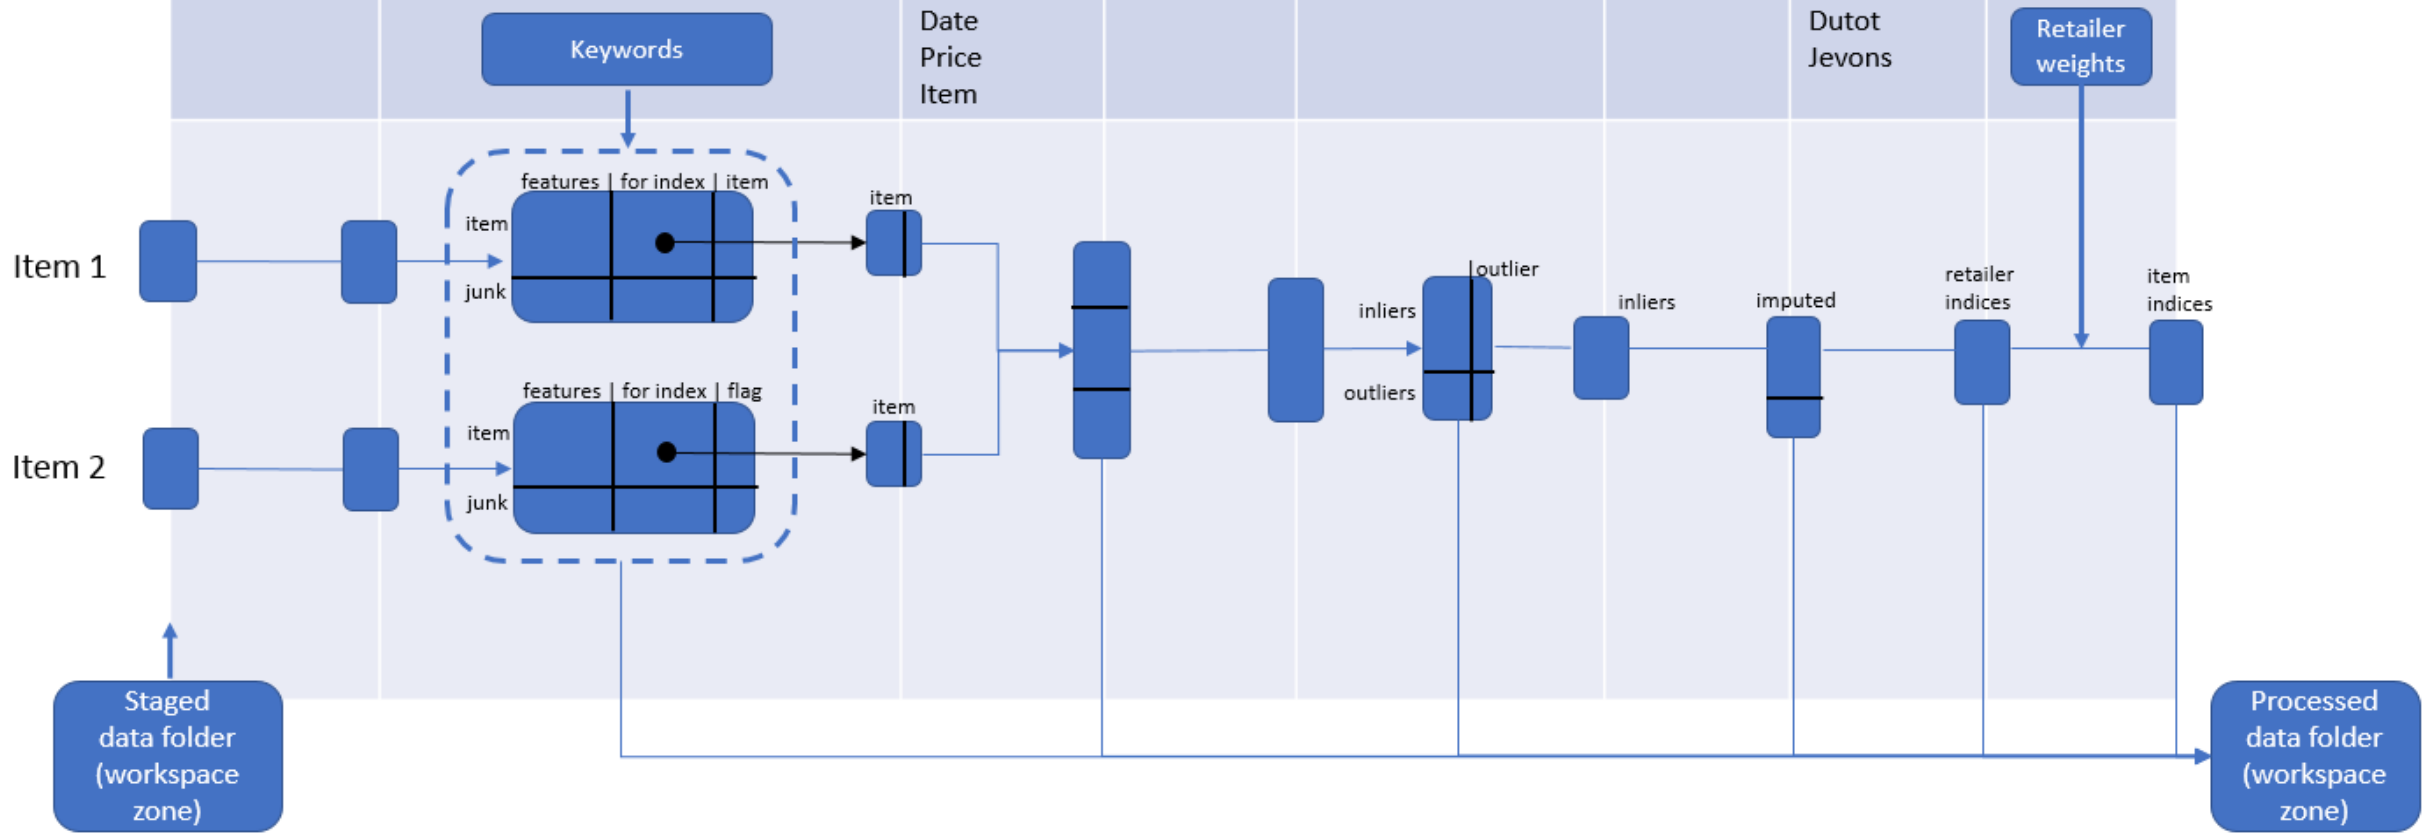 Keywords
Date
Price
Item
Dutot
Jevons
Retailer
weights
features | for index | item
item
junk
item
Item 1
features | for index | flag
item
junk
item
Item 2
inliers
outliers
|outlier
inliers
imputed
retailer
indices
item
indices
Staged
data folder
(workspace
zone)
Processed
data folder
(workspace
zone)